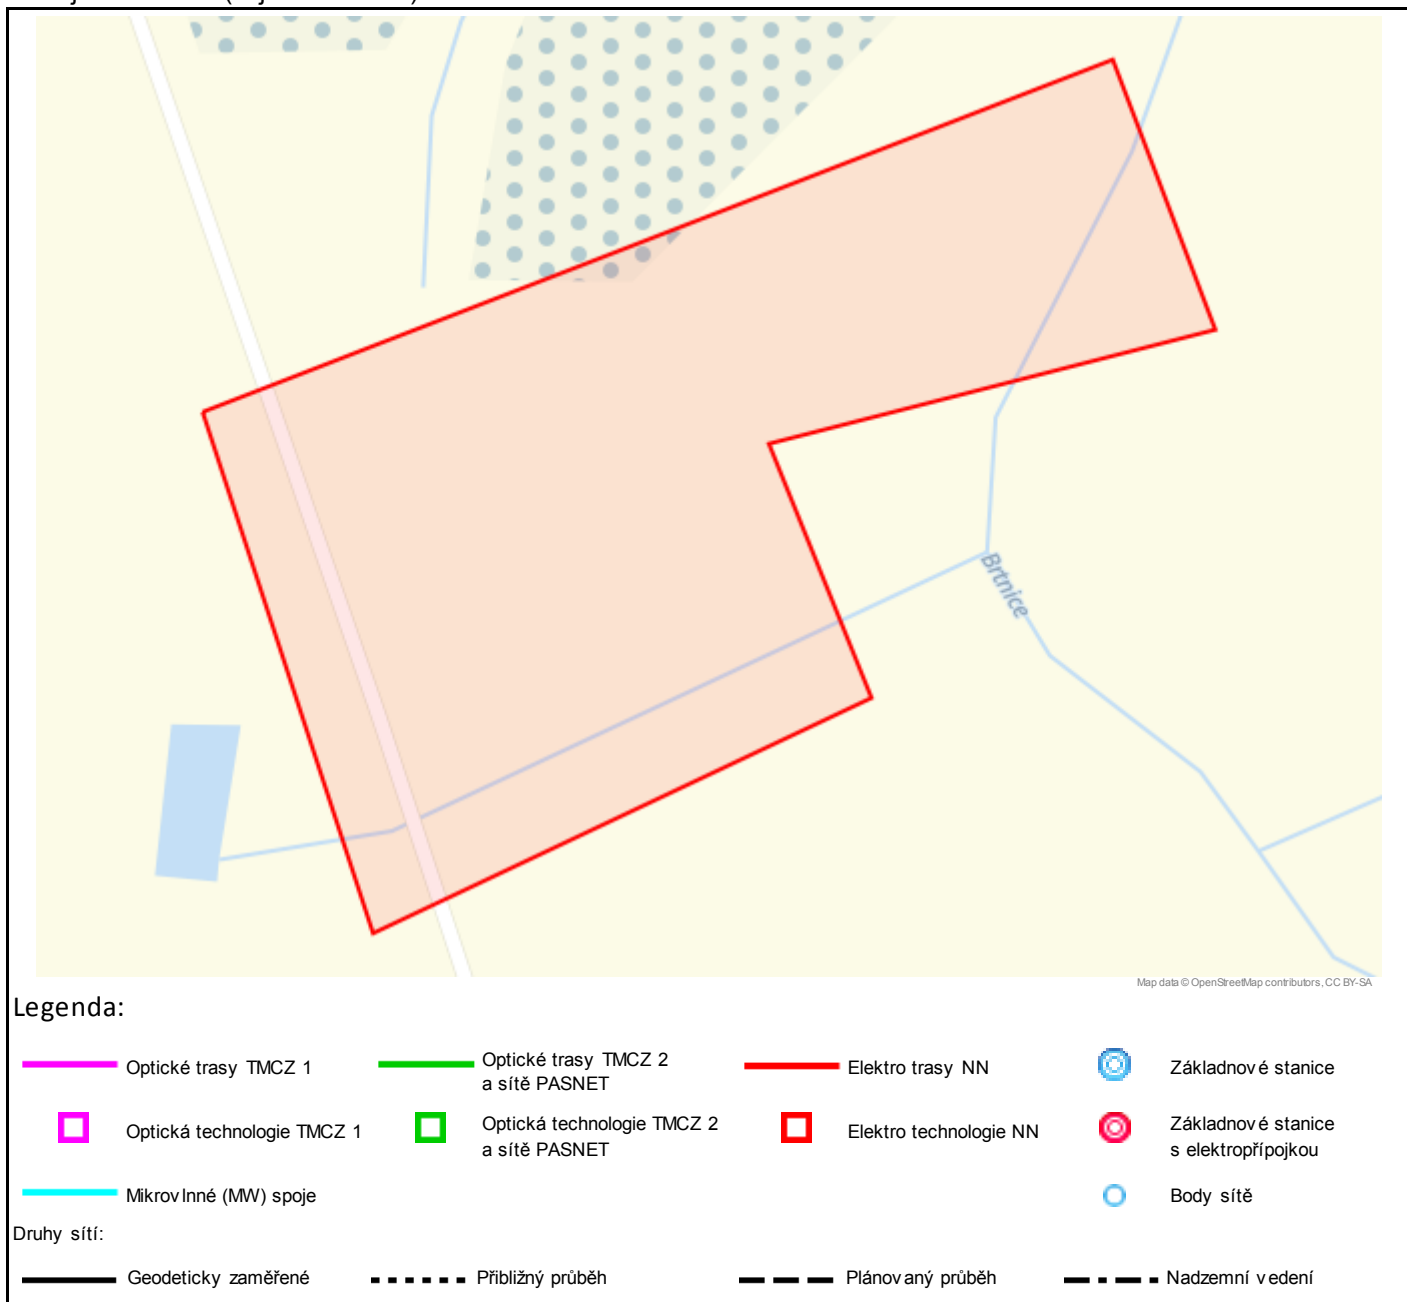 Brtnice
Map data © OpenStreetMap contributors, CC BY-SA
Legenda:
Optické trasy TMCZ 1
Optické trasy TMCZ 2
a sítě PASNET
Elektro trasy NN
Základnové stanice
Optická technologie TMCZ 1
Optická technologie TMCZ 2
a sítě PASNET
Elektro technologie NN
Základnové stanice
s elektropřípojkou
Mikrovlnné (MW) spoje
Body sítě
Druhy sítí:
Geodeticky zaměřené
Přibližný průběh
Plánovaný průběh
Nadzemní vedení